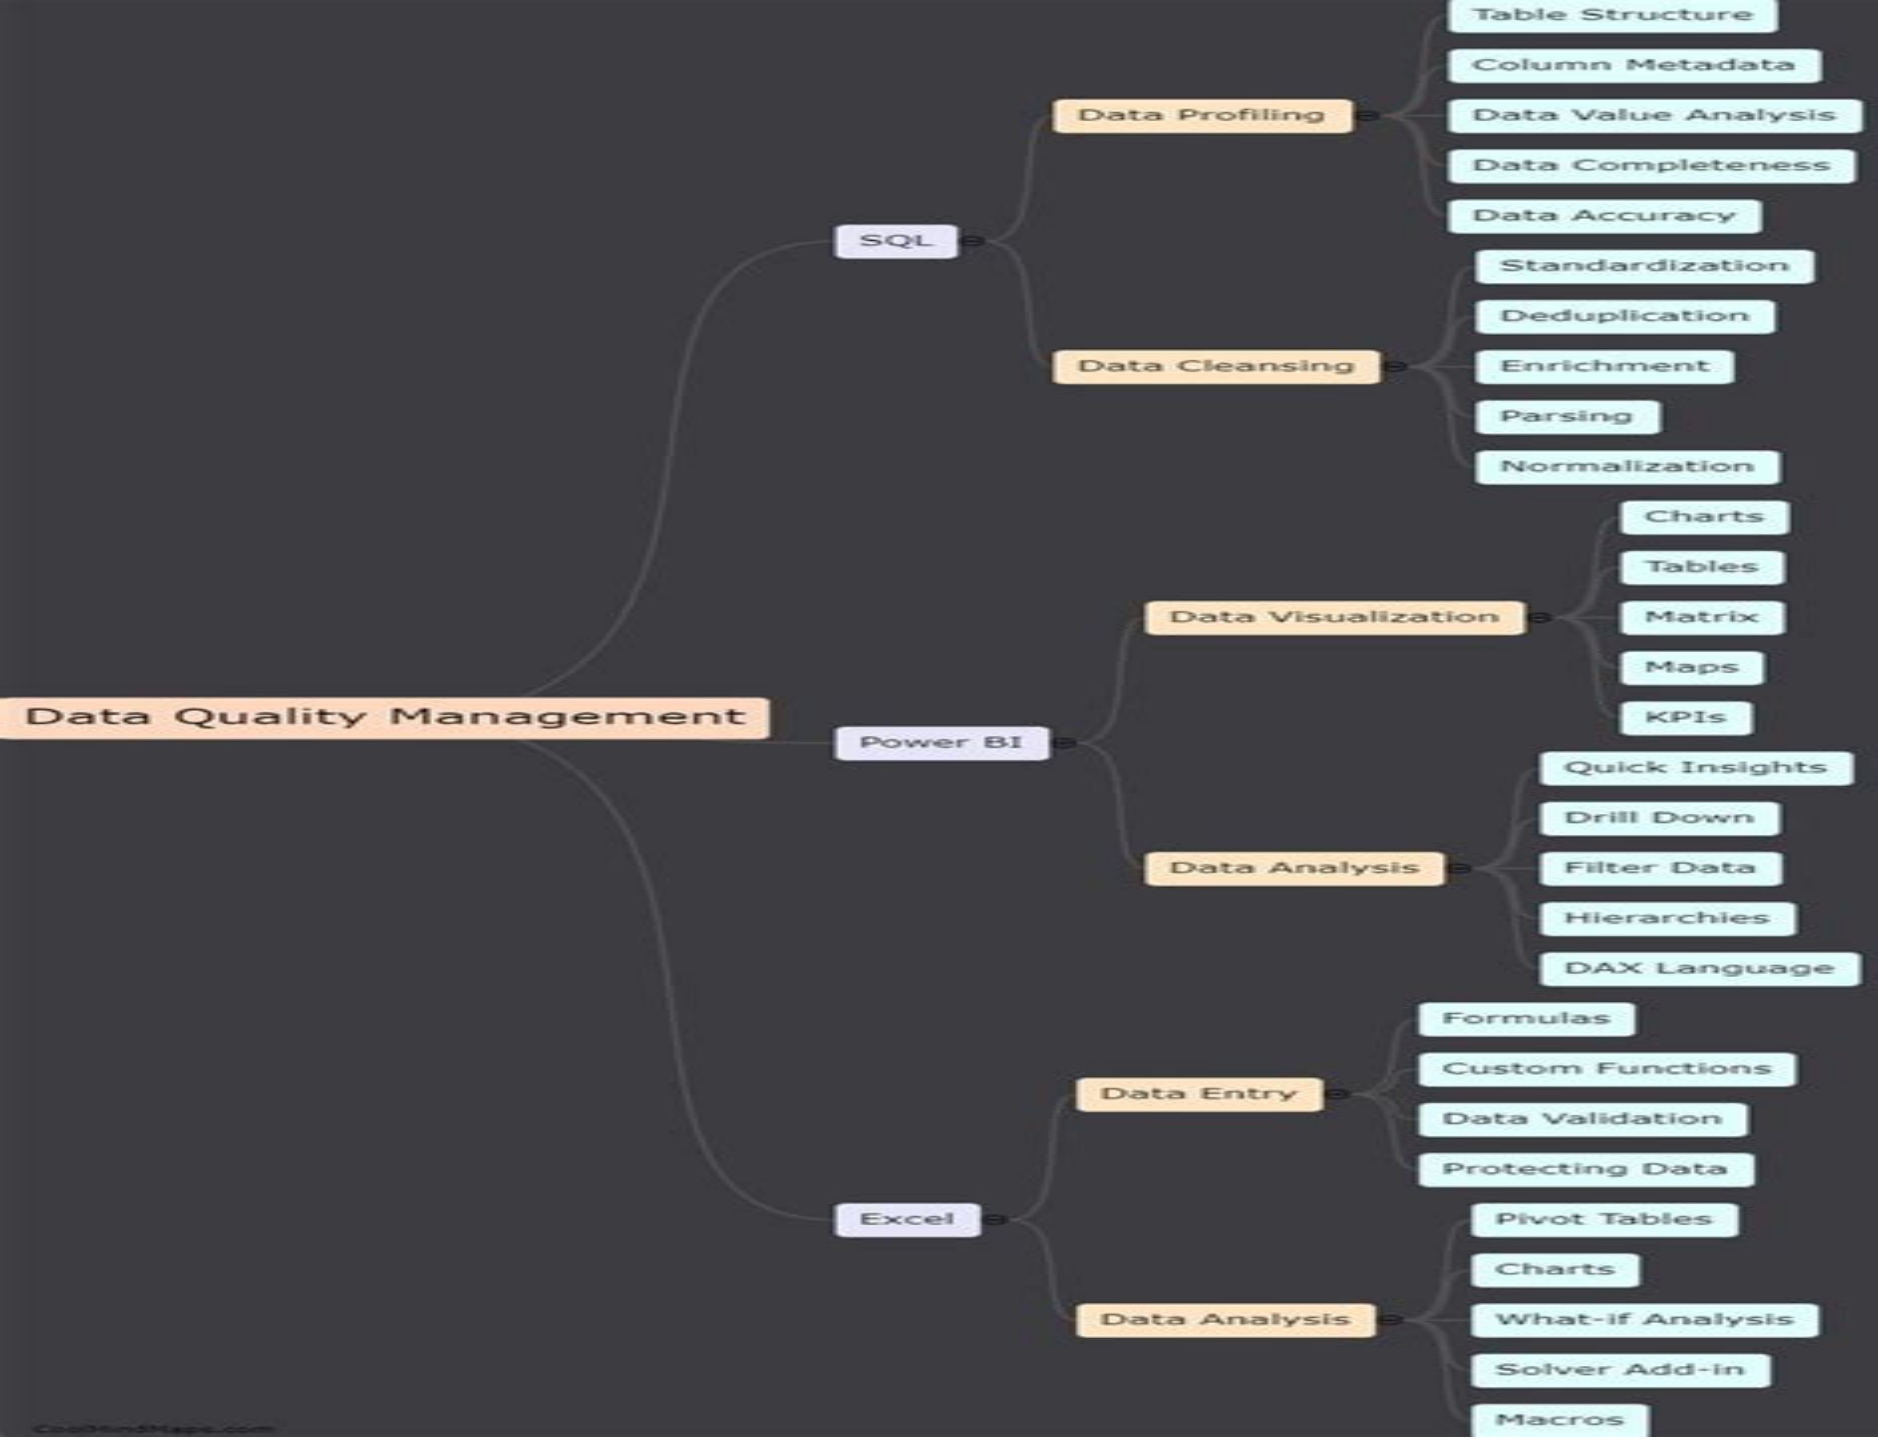 Data Quality Management
SQL
Data Profiling
Table Structure
Column Metadata
Data Value Analysis
Data Completeness
Data Accuracy
Data Cleansing
Standardization
Deduplication
Enrichment
Parsing
Normalization
Power BI
Data Visualization
Charts
Tables
Matrix
Maps
KPIs
Data Analysis
Quick Insights
Drill Down
Filter Data
Hierarchies
DAX Language
Excel
Data Entry
Formulas
Custom Functions
Data Validation
Protecting Data
Data Analysis
Pivot Tables
Charts
What-if Analysis
Solver Add-in
Macros
CoolMindMaps.com